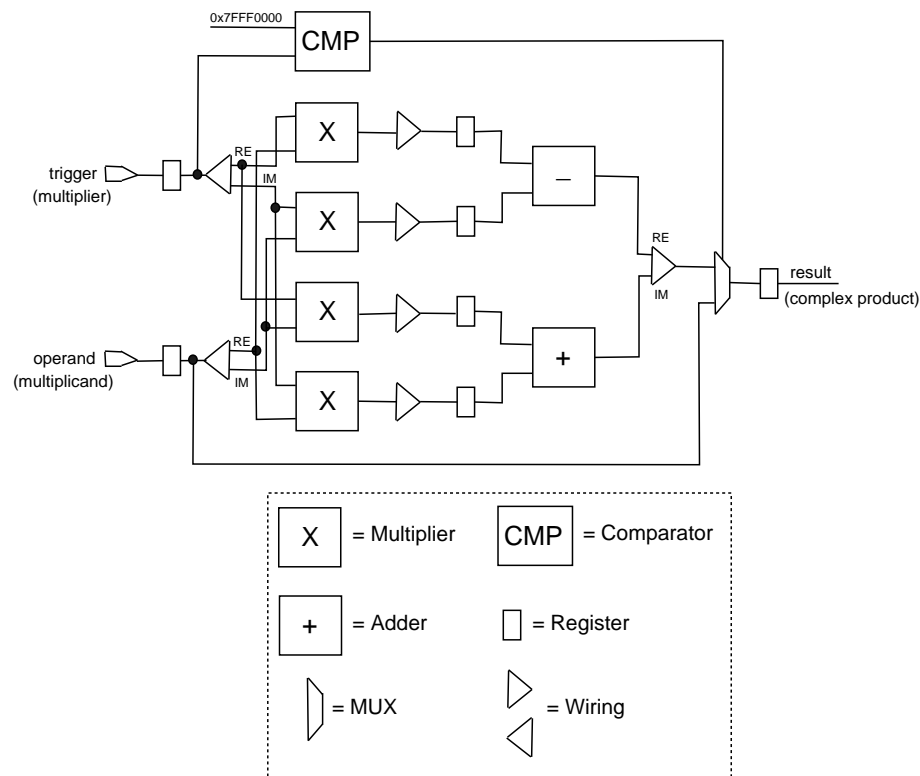 0x7FFF0000
CMP
X
RE
trigger
(multiplier)
IM
–
X
RE
result
IM
(complex product)
X
RE
operand
(multiplicand)
IM
+
X
X = Multiplier
CMP = Comparator
+ = Adder
= Register
= MUX
= Wiring